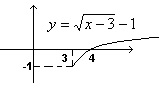 y = √(x − 3) − 1
3 4
-1